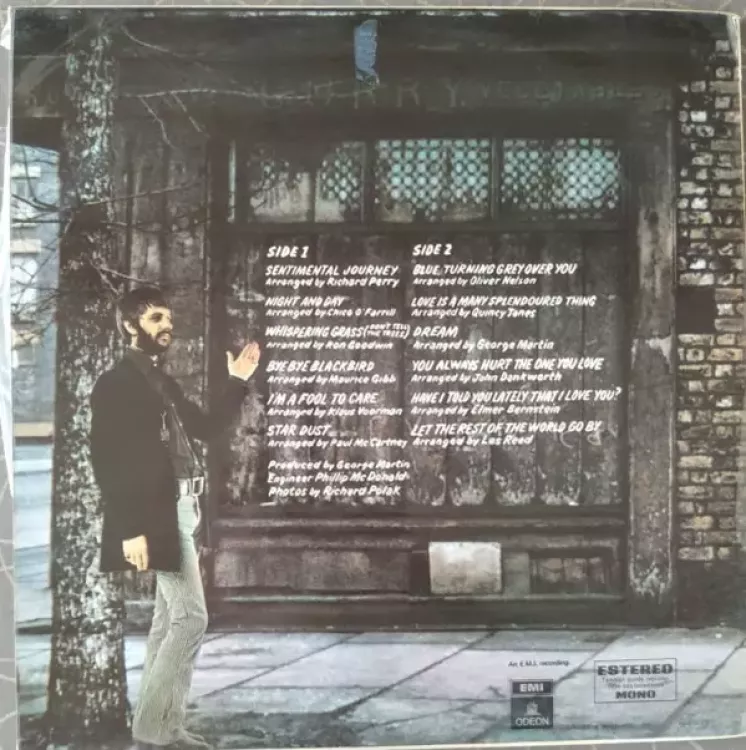 SIDE 1
SENTIMENTAL JOURNEY
Arranged by Richard Perry
NIGHT AND DAY
Arranged by Chico O'Farrill
WHISPERING GRASS (DON'T TELL THE TREES)
Arranged by Ron Goodwin
BYE BYE BLACKBIRD
Arranged by Maurice Gibb
I'M A FOOL TO CARE
Arranged by Klaus Voorman
STAR DUST
Arranged by Paul McCartney
Produced by George Martin
Engineer Phillip McDonald
Photos by Richard Polak
SIDE 2
BLUE, TURNING GREY OVER YOU
Arranged by Oliver Nelson
LOVE IS A MANY SPLENDOURED THING
Arranged by Quincy Jones
DREAM
Arranged by George Martin
YOU ALWAYS HURT THE ONE YOU LOVE
Arranged by John Dankworth
HAVE I TOLD YOU LATELY THAT I LOVE YOU?
Arranged by Elmer Bernstein
LET THE REST OF THE WORLD GO BY
Arranged by Les Reed
An E.M.I. recording
EMI
ODEON
ESTEREO
MONO